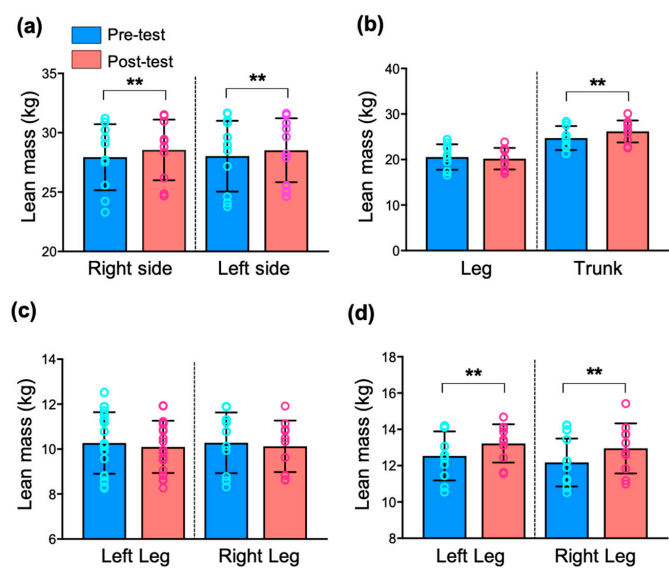 (a)
Pre-test
Post-test
Lean mass (kg)
35
30
25
20
**
**
Right side
Left side
(b)
Lean mass (kg)
40
30
20
10
0
**
Leg
Trunk
(c)
Lean mass (kg)
14
12
10
8
6
Left Leg
Right Leg
(d)
Lean mass (kg)
18
16
14
12
10
8
**
**
Left Leg
Right Leg